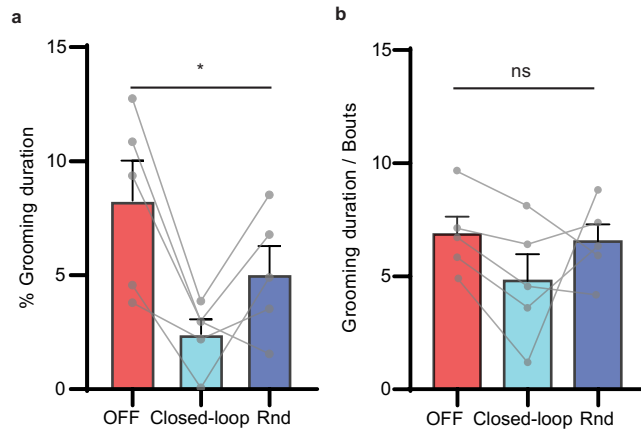 a
% Grooming duration
15
10
5
0
*
OFF Closed-loop Rnd
b
Grooming duration / Bouts
15
10
5
0
ns
OFF Closed-loop Rnd